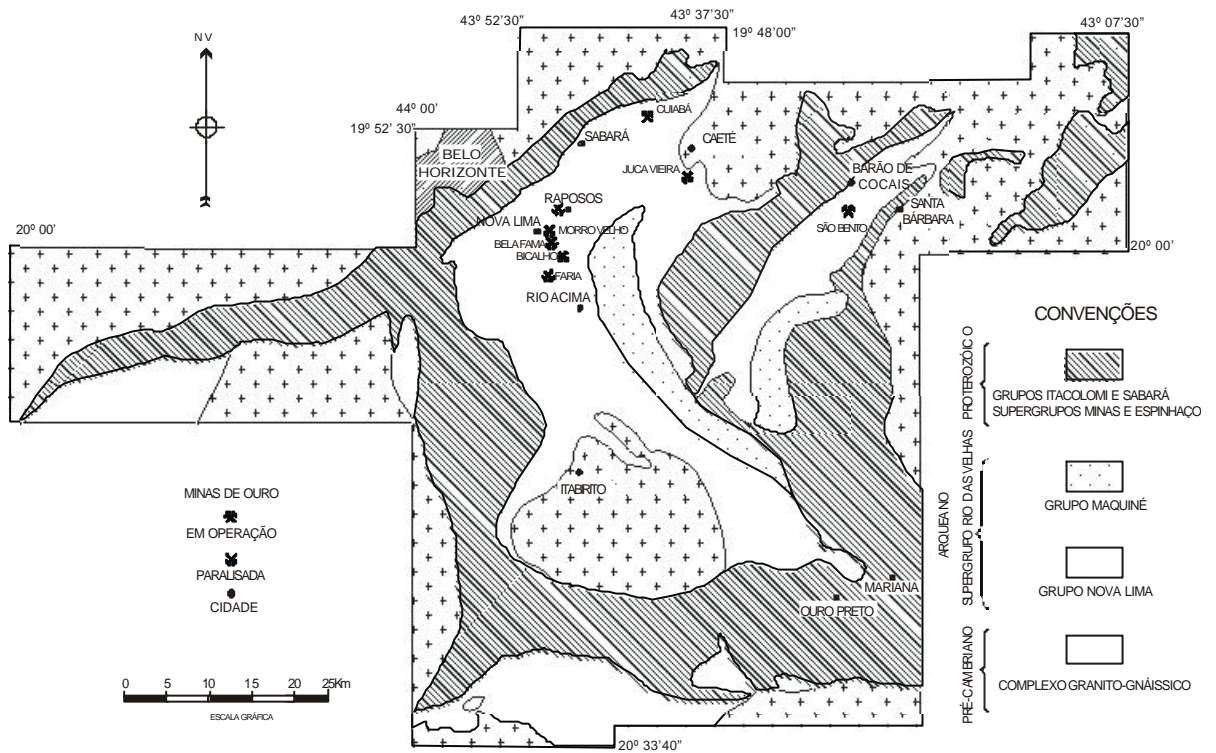 43º 52'30"
43º 37'30"
19º 48'00"
43º 07'30"
NV
44º 00'
19º 52' 30"
BELO
HORIZONTE
CUIABÁ
SABARÁ
CAETÉ
JUCA VIEIRA
BARÃO DE
COCAIS
SANTA
BÁRBARA
SÃO BENTO
RAPOSOS
NOVA LIMA
MORRO VELHO
BELA FAMA
BICALHO
FARIA
RIO ACIMA
20º 00'
20º 00'
ITABIRITO
MARIANA
OURO PRETO
20º 33'40"
MINAS DE OURO
EM OPERAÇÃO
PARALISADA
CIDADE
0 5 10 15 20 25Km
ESCALA GRÁFICA
CONVENÇÕES
PROTEROZÓICO
GRUPOS ITACOLOMI E SABARÁ
SUPERGRUPOS MINAS E ESPINHAÇO
ARQUEANO
SUPERGRUPO RIO DAS VELHAS
GRUPO MAQUINÉ
GRUPO NOVA LIMA
PRÉ-CAMBRIANO
COMPLEXO GRANITO-GNÁISSICO